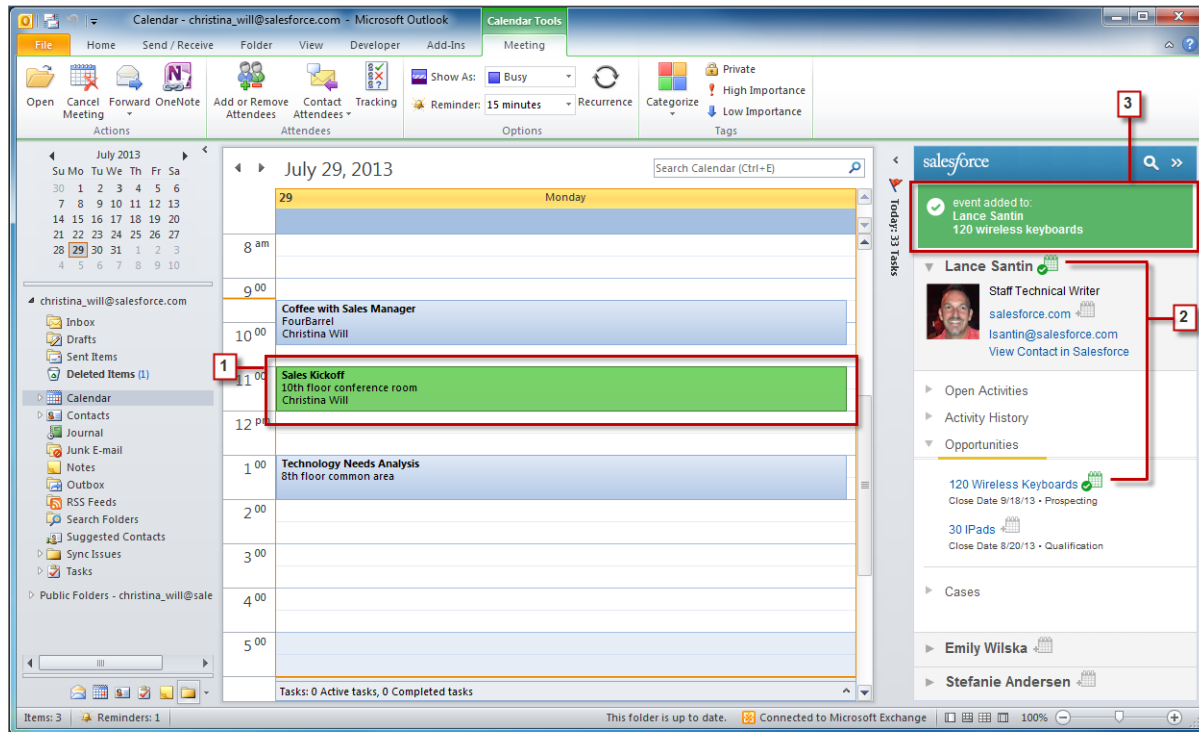 Calendar - christina_will@salesforce.com - Microsoft Outlook
Calendar Tools
File Home Send / Receive Folder View Developer Add-Ins Meeting
Open
Cancel Meeting
Forward
OneNote
Actions
Add or Remove Attendees
Contact Attendees
Tracking
Attendees
Show As: Busy
Reminder: 15 minutes
Recurrence
Options
Categorize
Private
High Importance
Low Importance
Tags
July 2013
Su Mo Tu We Th Fr Sa
30 1 2 3 4 5 6
7 8 9 10 11 12 13
14 15 16 17 18 19 20
21 22 23 24 25 26 27
28 29 30 31 1 2 3
4 5 6 7 8 9 10
christina_will@salesforce.com
Inbox
Drafts
Sent Items
Deleted Items (1)
Calendar
Contacts
Journal
Junk E-mail
Notes
Outbox
RSS Feeds
Search Folders
Suggested Contacts
Sync Issues
Tasks
Public Folders - christina_will@sale
July 29, 2013
Search Calendar (Ctrl+E)
29 Monday
8 am
9 00
Coffee with Sales Manager
FourBarrel
10 00
Christina Will
1
11 00
Sales Kickoff
10th floor conference room
Christina Will
12 pm
1 00
Technology Needs Analysis
8th floor common area
2 00
3 00
4 00
5 00
Tasks: 0 Active tasks, 0 Completed tasks
Today: 33 Tasks
3
salesforce
event added to:
Lance Santin
120 wireless keyboards
Lance Santin
Staff Technical Writer
salesforce.com
lsantin@salesforce.com
View Contact in Salesforce
2
Open Activities
Activity History
Opportunities
120 Wireless Keyboards
Close Date 9/18/13 • Prospecting
30 IPads
Close Date 8/20/13 • Qualification
Cases
Emily Wilska
Stefanie Andersen
Items: 3 Reminders: 1
This folder is up to date. Connected to Microsoft Exchange 100%